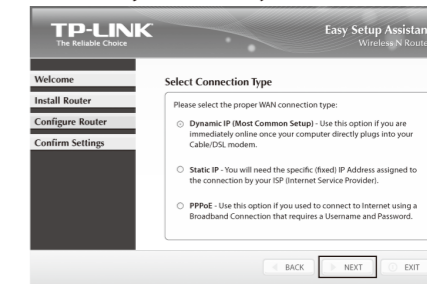 TP-LINK
The Reliable Choice
Easy Setup Assistan
Wireless N Route
Welcome
Install Router
Configure Router
Confirm Settings
Select Connection Type
Please select the proper WAN connection type:
Dynamic IP (Most Common Setup) - Use this option if you are
immediately online once your computer directly plugs into your
Cable/DSL modem.
Static IP - You will need the specific (fixed) IP Address assigned to
the connection by your ISP (Internet Service Provider).
PPPoE - Use this option if you used to connect to Internet using a
Broadband Connection that requires a Username and Password.
BACK
NEXT
EXIT